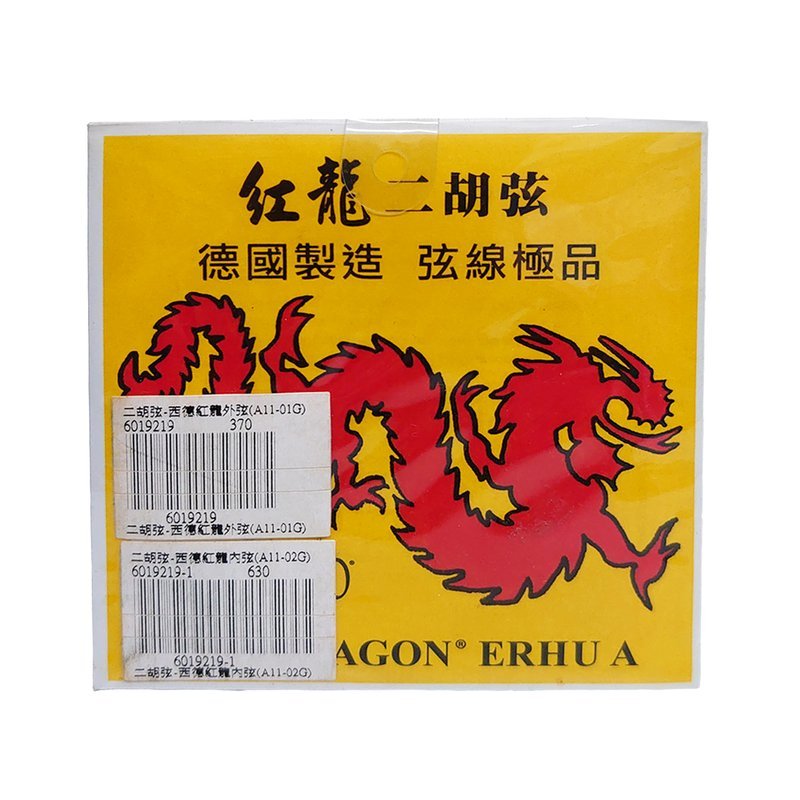 红龍 二胡弦
德國製造 弦線極品
二胡弦-西德紅龍外弦(A11-01G)
6019219 370
6019219
二胡弦-西德紅龍外弦(A11-01G)
二胡弦-西德紅龍內弦(A11-02G)
6019219-1 630
6019219-1
二胡弦-西德紅龍內弦(A11-02G)
AGON® ERHU A